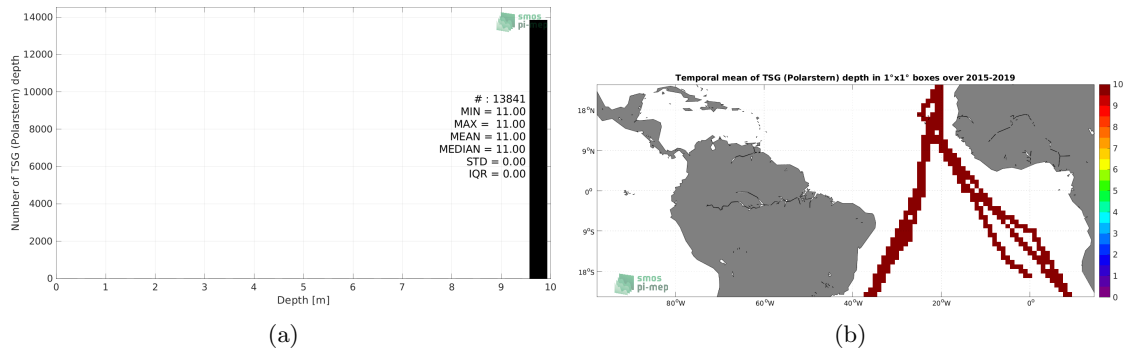 14000
12000
10000
8000
6000
4000
2000
0
Number of TSG (Polarstern) depth
smos
pi-mep
# : 13841
MIN = 11.00
MAX = 11.00
MEAN = 11.00
MEDIAN = 11.00
STD = 0.00
IQR = 0.00
0 1 2 3 4 5 6 7 8 9 10
Depth [m]
(a)
Temporal mean of TSG (Polarstern) depth in 1°x1° boxes over 2015-2019
18°N
9°N
0°
9°S
18°S
80°W 60°W 40°W 20°W 0°
smos
pi-mep
10
9
8
7
6
5
4
3
2
1
0
(b)